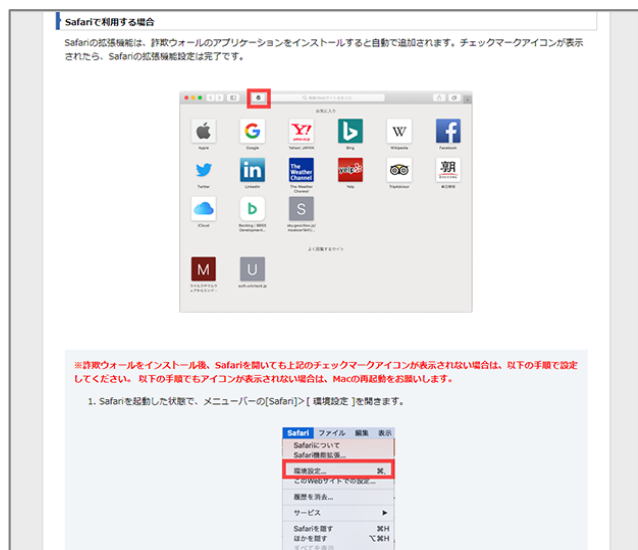 Safariで利用する場合
Safariの拡張機能は、詐欺ウォールのアプリケーションをインストールすると自動で追加されます。チェックマークアイコンが表示
されたら、Safariの拡張機能設定は完了です。
お気に入り
Apple Google Yahoo! JAPAN Bing Wikipedia Facebook
The Weather Channel
Twitter LinkedIn The Weather Channel Yelp TripAdvisor
iCloud
よく閲覧するサイト
※詐欺ウォールをインストール後、Safariを開いても上記のチェックマークアイコンが表示されない場合は、以下の手順で設定
してください。 以下の手順でもアイコンが表示されない場合は、Macの再起動をお願いします。
1. Safariを起動した状態で、メニューバーの[Safari]>[ 環境設定 ]を開きます。
Safari ファイル 編集 表示
Safariについて
Safari機能拡張...
環境設定... ⌘,
このWebサイトでの設定...
履歴を消去...
サービス ▶
Safariを隠す ⌘H
ほかを隠す ⌥⌘H
すべてを表示